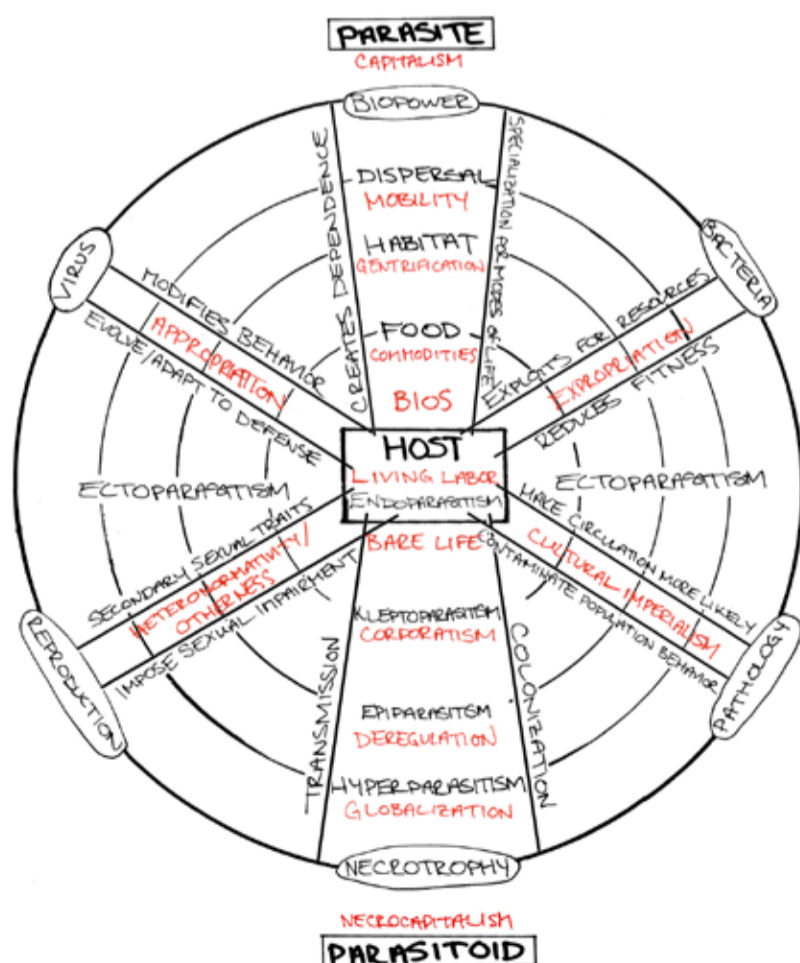 PARASITE
CAPITALISM
BIOPOWER
CREATES DEPENDENCE
SPECIALIZATION FOR MODES OF LIFE
DISPERSAL
MOBILITY
HABITAT
GENTRIFICATION
FOOD
COMMODITIES
BIOS
VIRUS
MODIFIES BEHAVIOR
APPROPRIATION
EVOLVE/ADAPT TO DEFENSE
BACTERIA
EXPLOITS FOR RESOURCES
EXPROPRIATION
REDUCES FITNESS
HOST
LIVING LABOR
ENDOPARASITISM
ECTOPARASITISM
ECTOPARASITISM
SECONDARY SEXUAL TRAITS
HETERONORMATIVITY/
OTHERNESS
IMPOSE SEXUAL IMPAIRMENT
REPRODUCTION
MAKE CIRCULATION MORE LIKELY
CULTURAL IMPERIALISM
CONTAMINATE POPULATION BEHAVIOR
PATHOLOGY
BARE LIFE
KLEPTOPARASITISM
CORPORATISM
EPIPARASITISM
DEREGULATION
HYPERPARASITISM
GLOBALIZATION
TRANSMISSION
COLONIZATION
NECROTROPHY
NECROCAPITALISM
PARASITOID